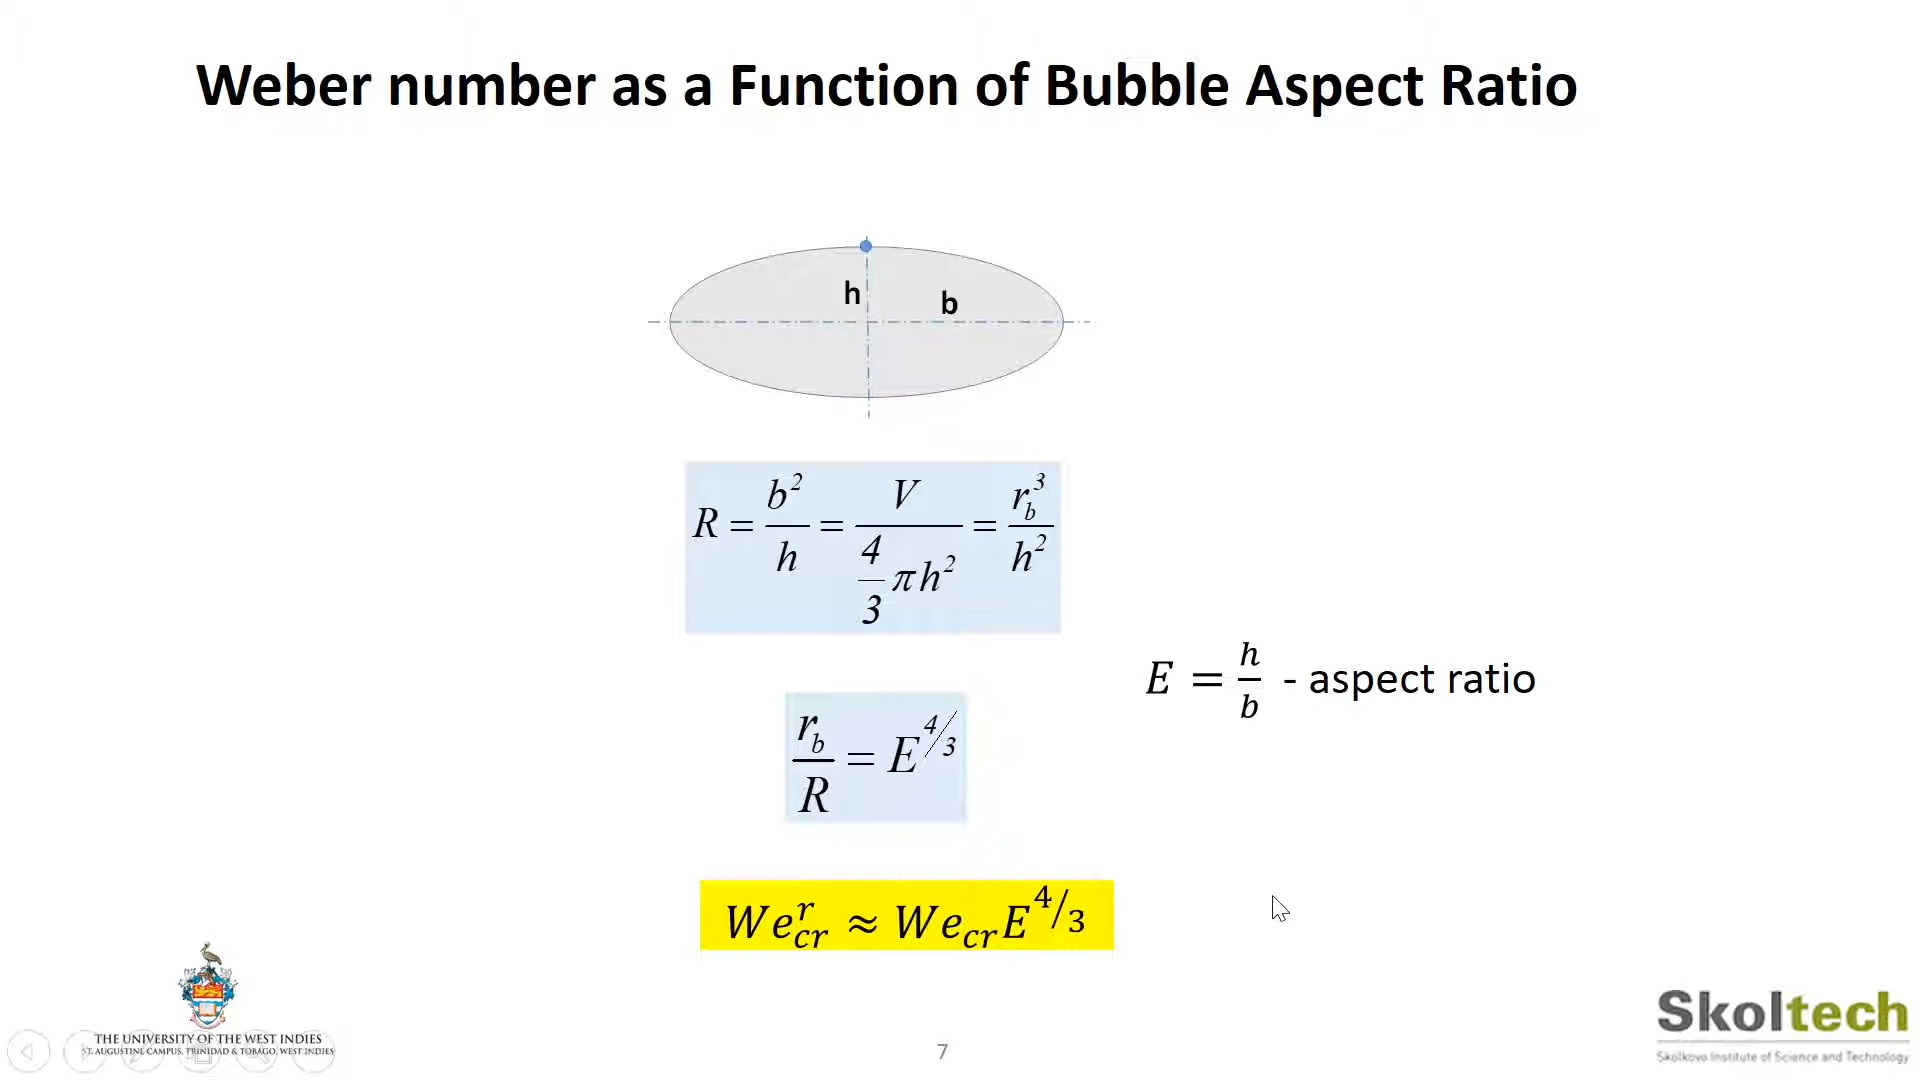 Weber number as a Function of Bubble Aspect Ratio
h
b
R = b²/h = V/(4/3 πh²) = r_b³/h²
E = h/b - aspect ratio
r_b/R = E^(4/3)
We_cr^r ≈ We_cr E^(4/3)
THE UNIVERSITY OF THE WEST INDIES
ST. AUGUSTINE CAMPUS, TRINIDAD & TOBAGO, WEST INDIES
7
Skoltech
Skolkovo Institute of Science and Technology